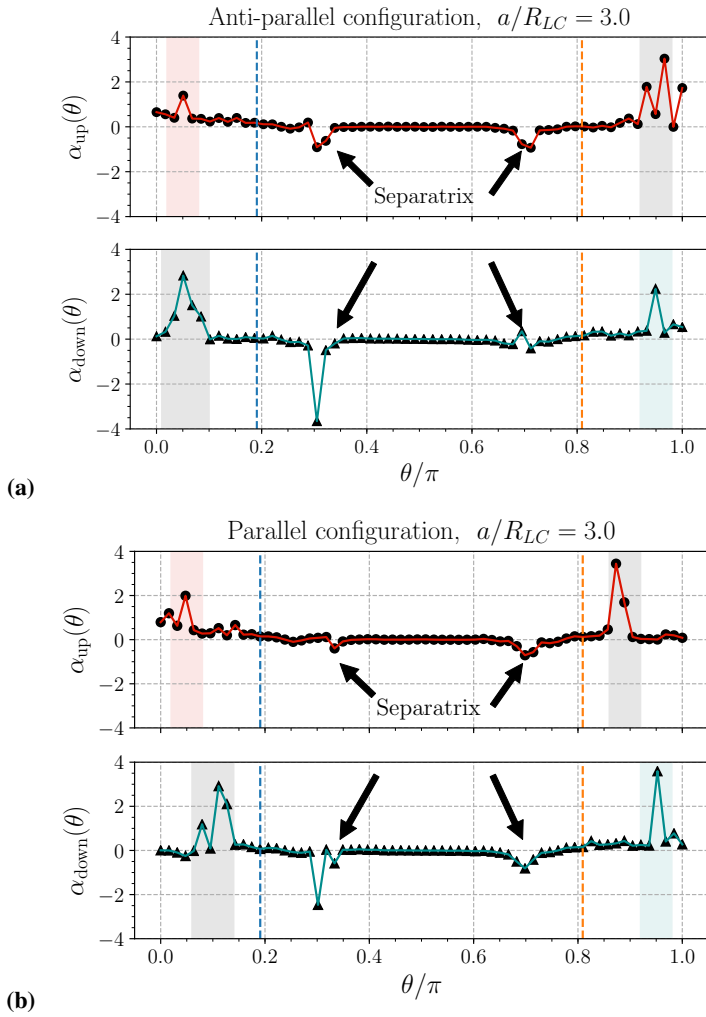 Anti-parallel configuration, a/R_LC = 3.0
4
2
0
−2
−4
α_up(θ)
Separatrix
4
2
0
−2
−4
α_down(θ)
0.0 0.2 0.4 0.6 0.8 1.0
θ/π
(a)
Parallel configuration, a/R_LC = 3.0
4
2
0
−2
−4
α_up(θ)
Separatrix
4
2
0
−2
−4
α_down(θ)
0.0 0.2 0.4 0.6 0.8 1.0
θ/π
(b)